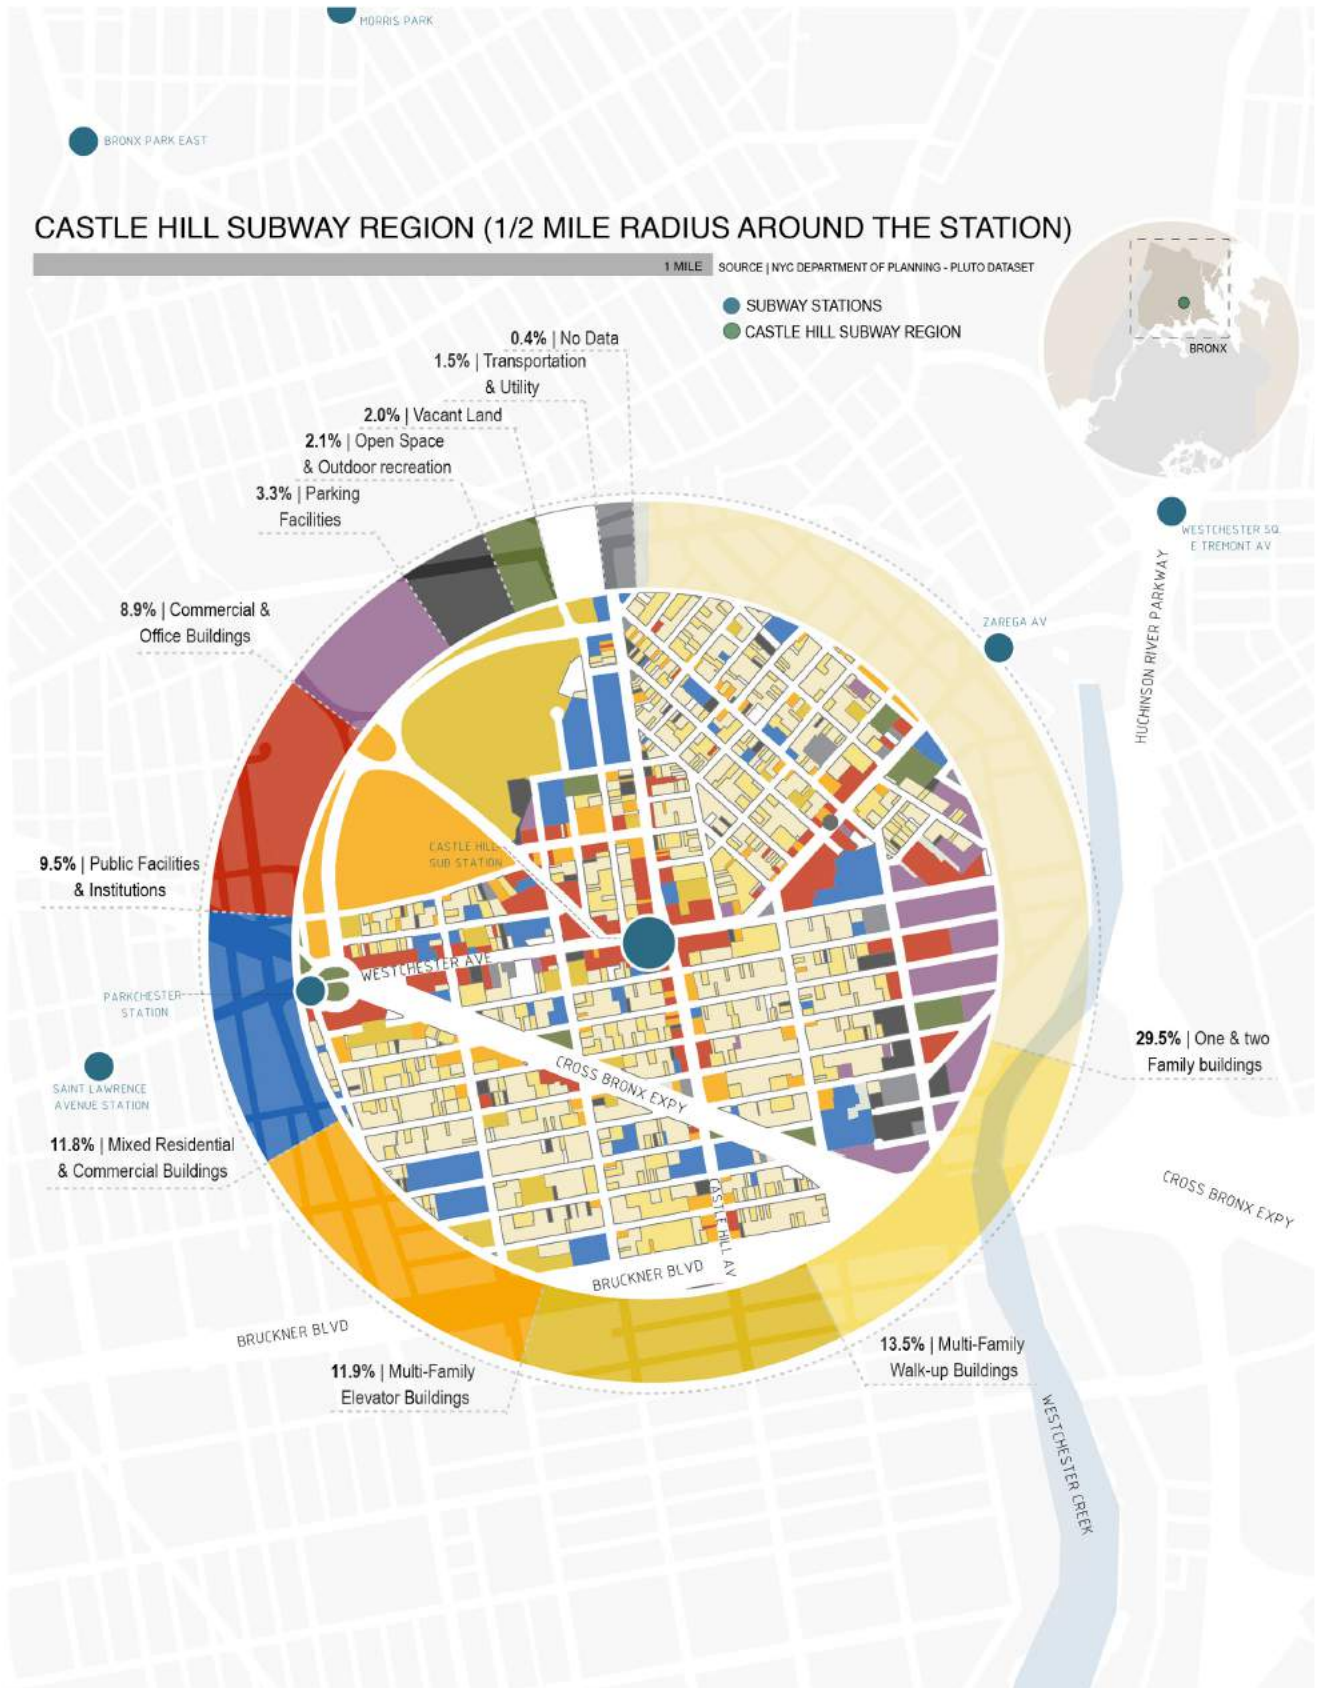 MORRIS PARK
BRONX PARK EAST
CASTLE HILL SUBWAY REGION (1/2 MILE RADIUS AROUND THE STATION)
1 MILE
SOURCE | NYC DEPARTMENT OF PLANNING - PLUTO DATASET
SUBWAY STATIONS
CASTLE HILL SUBWAY REGION
BRONX
0.4% | No Data
1.5% | Transportation
& Utility
2.0% | Vacant Land
2.1% | Open Space
& Outdoor recreation
3.3% | Parking
Facilities
WESTCHESTER SQ.
E TREMONT AV
HUCHINSON RIVER PARKWAY
8.9% | Commercial &
Office Buildings
ZAREGA AV
CASTLE HILL
SUB STATION
9.5% | Public Facilities
& Institutions
WESTCHESTER AVE
PARKCHESTER
STATION
SAINT LAWRENCE
AVENUE STATION
29.5% | One & two
Family buildings
CROSS BRONX EXPY
11.8% | Mixed Residential
& Commercial Buildings
CROSS BRONX EXPY
CASTLE HILL AV
BRUCKNER BLVD
BRUCKNER BLVD
13.5% | Multi-Family
Walk-up Buildings
11.9% | Multi-Family
Elevator Buildings
WESTCHESTER CREEK